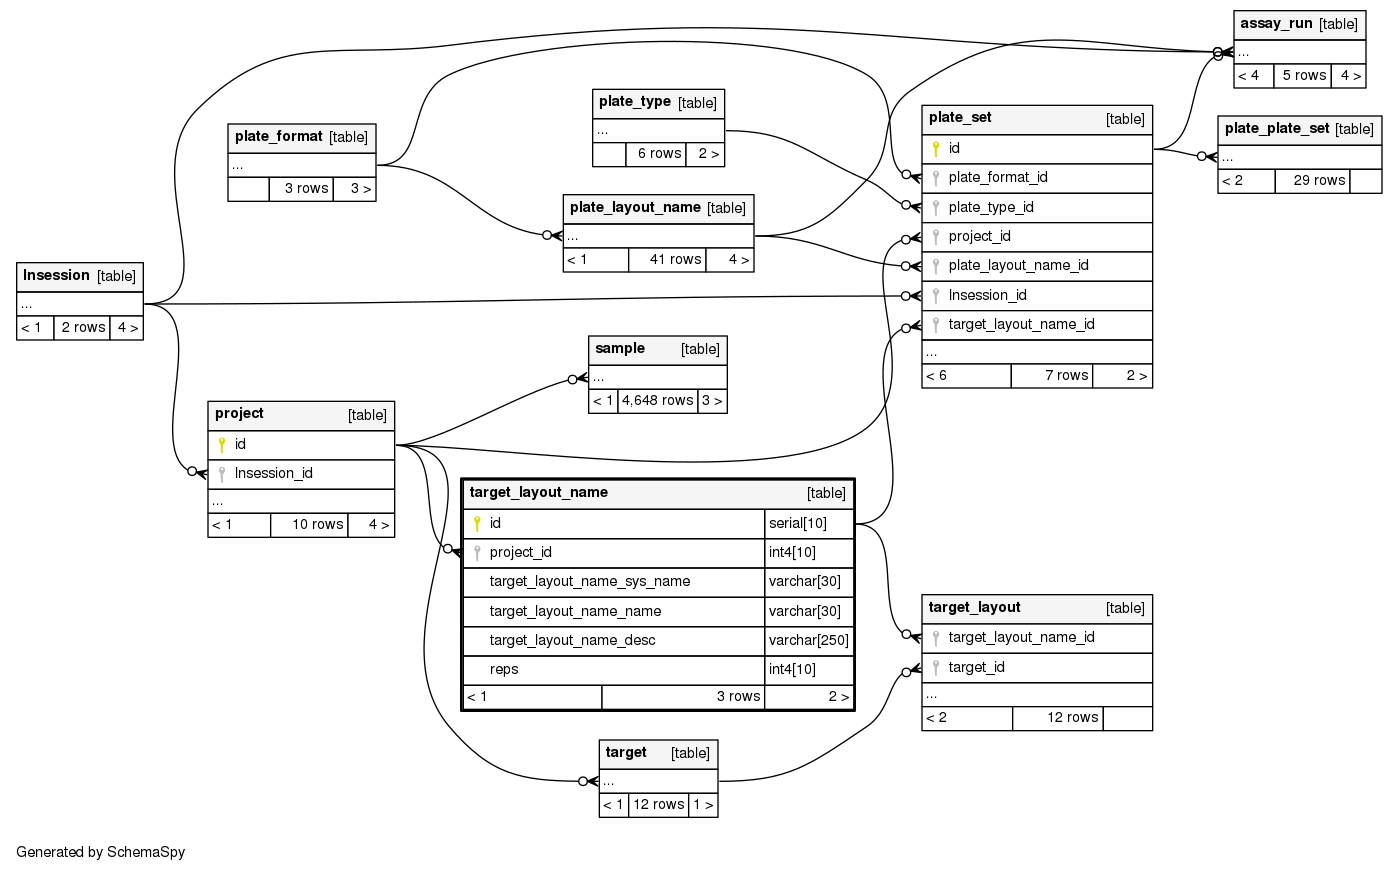 assay_run [table]
...
< 4 5 rows 4 >
plate_type [table]
...
6 rows 2 >
plate_set [table]
id
plate_format_id
plate_type_id
project_id
plate_layout_name_id
lnsession_id
target_layout_name_id
...
< 6 7 rows 2 >
plate_plate_set [table]
...
< 2 29 rows
plate_format [table]
...
3 rows 3 >
plate_layout_name [table]
...
< 1 41 rows 4 >
lnsession [table]
...
< 1 2 rows 4 >
sample [table]
...
< 1 4,648 rows 3 >
project [table]
id
lnsession_id
...
< 1 10 rows 4 >
target_layout_name [table]
id serial[10]
project_id int4[10]
target_layout_name_sys_name varchar[30]
target_layout_name_name varchar[30]
target_layout_name_desc varchar[250]
reps int4[10]
< 1 3 rows 2 >
target_layout [table]
target_layout_name_id
target_id
...
< 2 12 rows
target [table]
...
< 1 12 rows 1 >
Generated by SchemaSpy